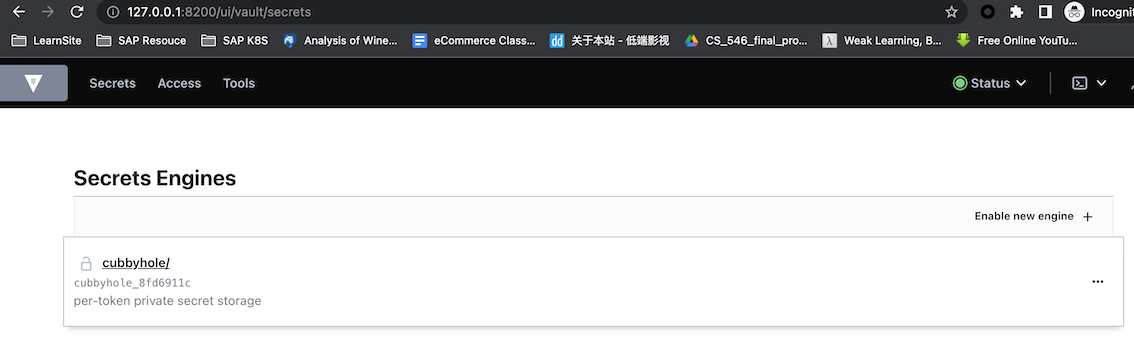 127.0.0.1:8200/ui/vault/secrets Incognit
LearnSite SAP Resouce SAP K8S Analysis of Wine... eCommerce Class... dd 关于本站 - 低端影视 CS_546_final_pro... λ Weak Learning, B... Free Online YouTu...
Secrets Access Tools Status
Secrets Engines
Enable new engine +
cubbyhole/
cubbyhole_8fd6911c
per-token private secret storage